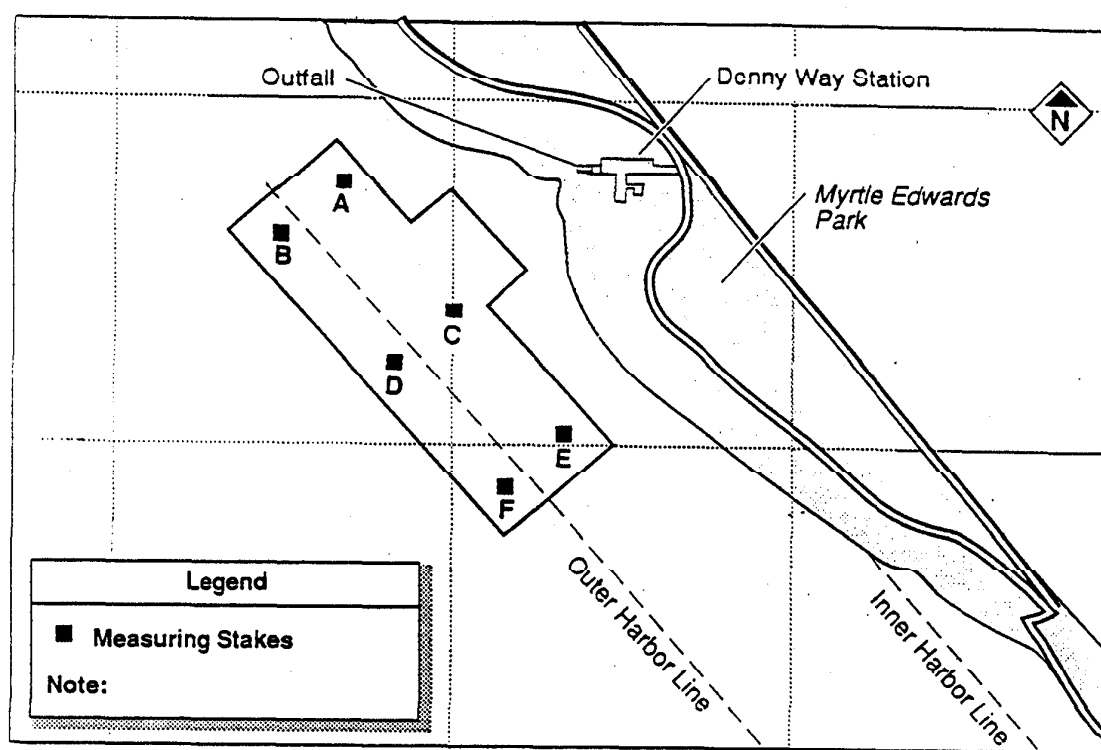 Outfall
Denny Way Station
N
Myrtle Edwards
Park
A
B
C
D
E
F
Outer Harbor Line
Inner Harbor Line
Legend
Measuring Stakes
Note: